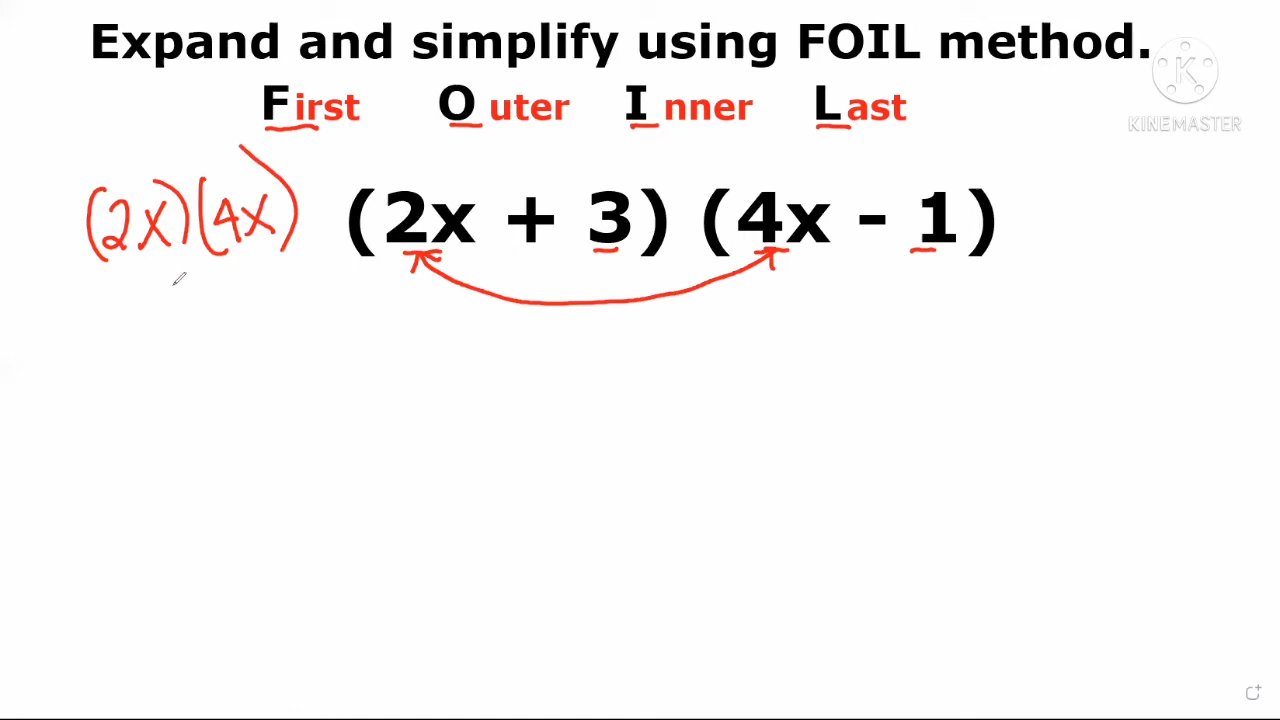 Expand and simplify using FOIL method.
First Outer Inner Last
K
KINEMASTER
(2x)(4x) (2x + 3) (4x - 1)